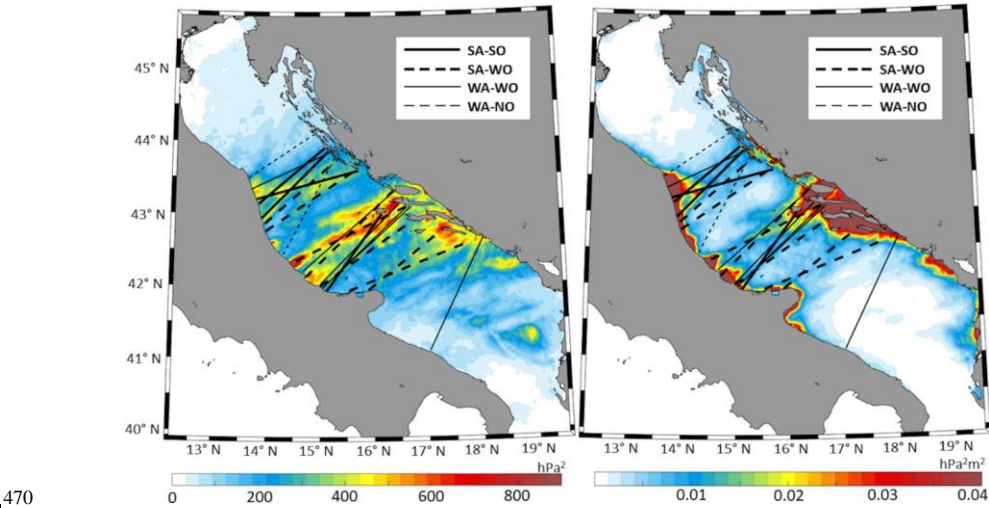 SA-SO
SA-WO
WA-WO
WA-NO
45° N
44° N
43° N
42° N
41° N
40° N
13° N 14° N 15° N 16° N 17° N 18° N 19° N
hPa²
0 200 400 600 800
SA-SO
SA-WO
WA-WO
WA-NO
13° N 14° N 15° N 16° N 17° N 18° N 19° N
hPa²m²
0.01 0.02 0.03 0.04
470